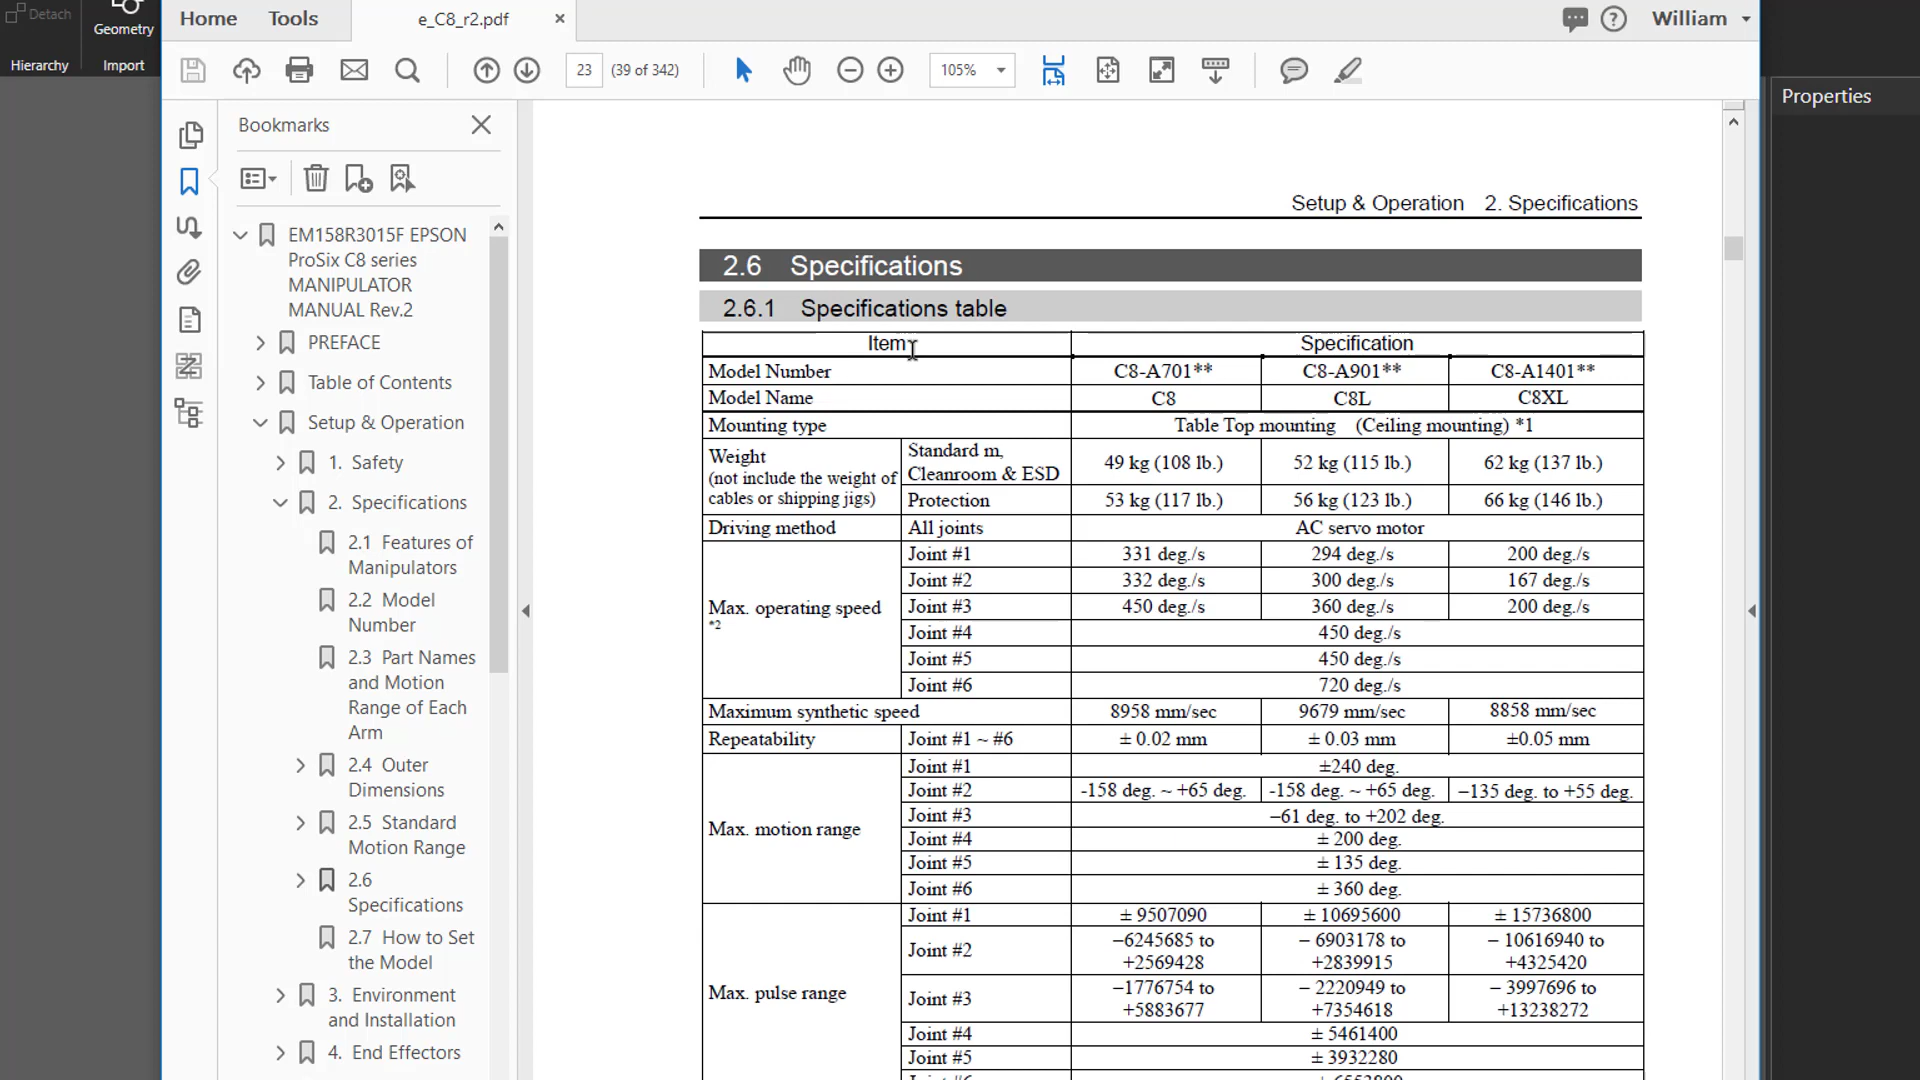 Detach
Geometry
Hierarchy
Import
Home
Tools
e_C8_r2.pdf
William
23
(39 of 342)
105%
Properties
Bookmarks
EM158R3015F EPSON
ProSix C8 series
MANIPULATOR
MANUAL Rev.2
PREFACE
Table of Contents
Setup & Operation
1. Safety
2. Specifications
2.1 Features of
Manipulators
2.2 Model
Number
2.3 Part Names
and Motion
Range of Each
Arm
2.4 Outer
Dimensions
2.5 Standard
Motion Range
2.6
Specifications
2.7 How to Set
the Model
3. Environment
and Installation
4. End Effectors
Setup & Operation 2. Specifications
2.6 Specifications
2.6.1 Specifications table
Item Specification
Model Number C8-A701** C8-A901** C8-A1401**
Model Name C8 C8L C8XL
Mounting type Table Top mounting (Ceiling mounting) *1
Weight
(not include the weight of
cables or shipping jigs)
Standard m,
Cleanroom & ESD
49 kg (108 lb.) 52 kg (115 lb.) 62 kg (137 lb.)
Protection 53 kg (117 lb.) 56 kg (123 lb.) 66 kg (146 lb.)
Driving method All joints AC servo motor
Max. operating speed
*2
Joint #1 331 deg./s 294 deg./s 200 deg./s
Joint #2 332 deg./s 300 deg./s 167 deg./s
Joint #3 450 deg./s 360 deg./s 200 deg./s
Joint #4 450 deg./s
Joint #5 450 deg./s
Joint #6 720 deg./s
Maximum synthetic speed 8958 mm/sec 9679 mm/sec 8858 mm/sec
Repeatability Joint #1 ~ #6 ± 0.02 mm ± 0.03 mm ±0.05 mm
Max. motion range
Joint #1 ±240 deg.
Joint #2 -158 deg. ~ +65 deg. -158 deg. ~ +65 deg. −135 deg. to +55 deg.
Joint #3 −61 deg. to +202 deg.
Joint #4 ± 200 deg.
Joint #5 ± 135 deg.
Joint #6 ± 360 deg.
Max. pulse range
Joint #1 ± 9507090 ± 10695600 ± 15736800
Joint #2
−6245685 to − 6903178 to − 10616940 to
+2569428 +2839915 +4325420
Joint #3
−1776754 to − 2220949 to − 3997696 to
+5883677 +7354618 +13238272
Joint #4 ± 5461400
Joint #5 ± 3932280